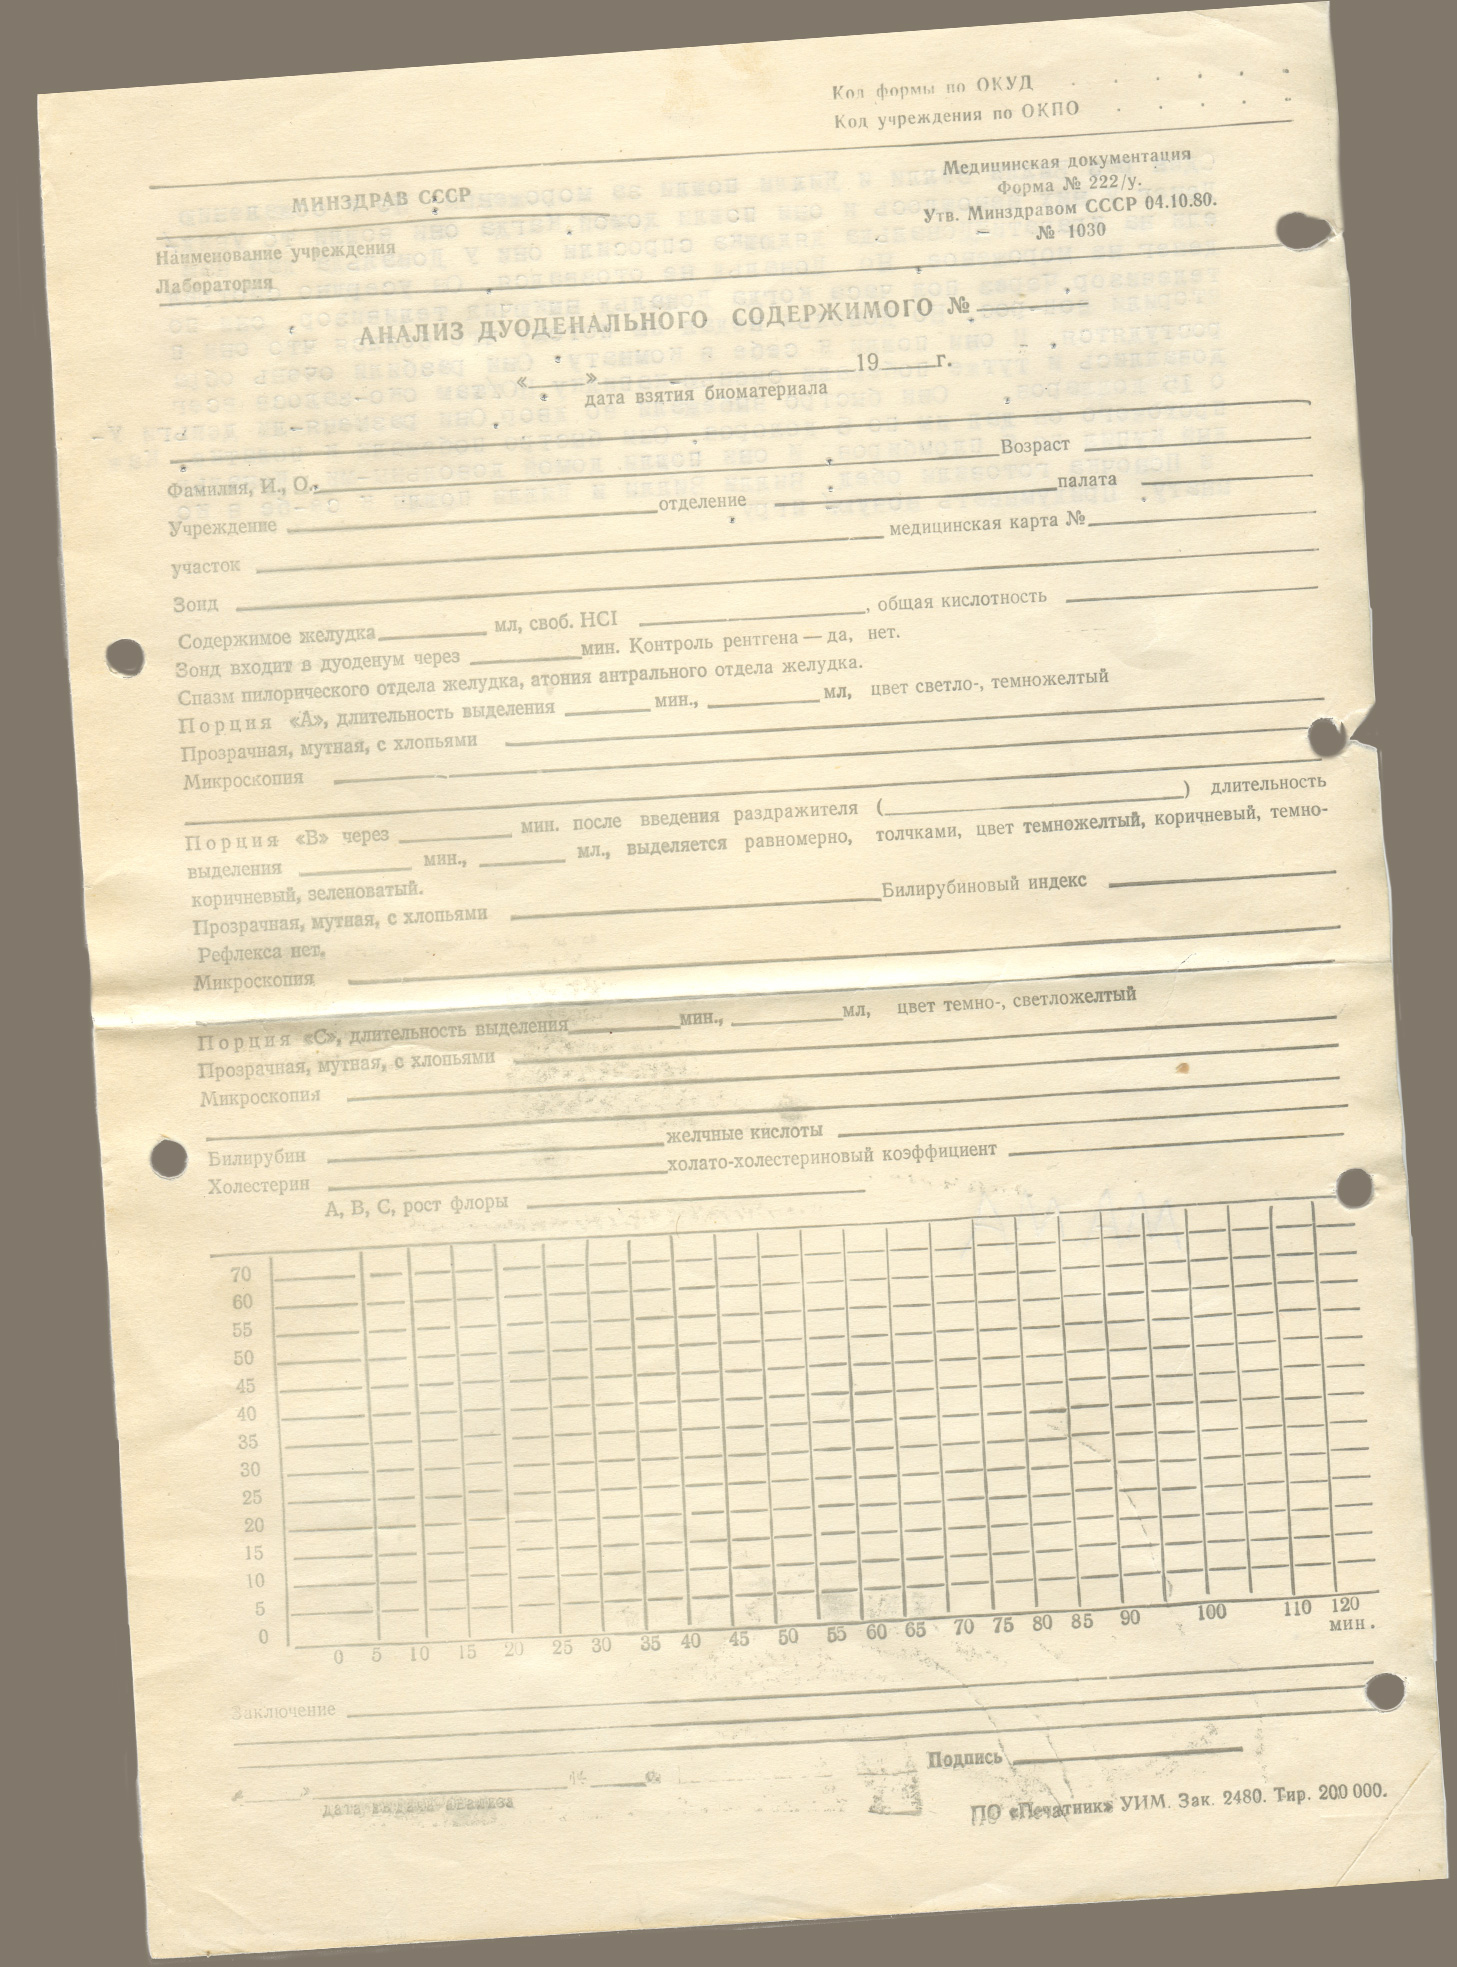 Код формы по ОКУД . . . . . .
Код учреждения по ОКПО . . . . .
МИНЗДРАВ СССР
Медицинская документация
Форма № 222/у.
Утв. Минздравом СССР 04.10.80.
№ 1030
Наименование учреждения
Лаборатория
АНАЛИЗ ДУОДЕНАЛЬНОГО СОДЕРЖИМОГО №
« » 19 г.
дата взятия биоматериала
Фамилия, И., О. Возраст
Учреждение отделение палата
участок медицинская карта №
Зонд
Содержимое желудка мл, своб. HCl , общая кислотность
Зонд входит в дуоденум через мин. Контроль рентгена — да, нет.
Спазм пилорического отдела желудка, атония антрального отдела желудка.
Порция «А», длительность выделения мин., мл, цвет светло-, темножелтый
Прозрачная, мутная, с хлопьями
Микроскопия
Порция «В» через мин. после введения раздражителя ( ) длительность
выделения мин., мл., выделяется равномерно, толчками, цвет темножелтый, коричневый, темно-
коричневый, зеленоватый.
Прозрачная, мутная, с хлопьями Билирубиновый индекс
Рефлекса нет.
Микроскопия
Порция «С», длительность выделения мин., мл, цвет темно-, светложелтый
Прозрачная, мутная, с хлопьями
Микроскопия
Билирубин желчные кислоты
Холестерин холато-холестериновый коэффициент
А, В, С, рост флоры
70
60
55
50
45
40
35
30
25
20
15
10
5
0
0 5 10 15 20 25 30 35 40 45 50 55 60 65 70 75 80 85 90 100 110 120
мин.
Заключение
Подпись
дата выдачи анализа
ПО «Печатник» УИМ. Зак. 2480. Тир. 200 000.